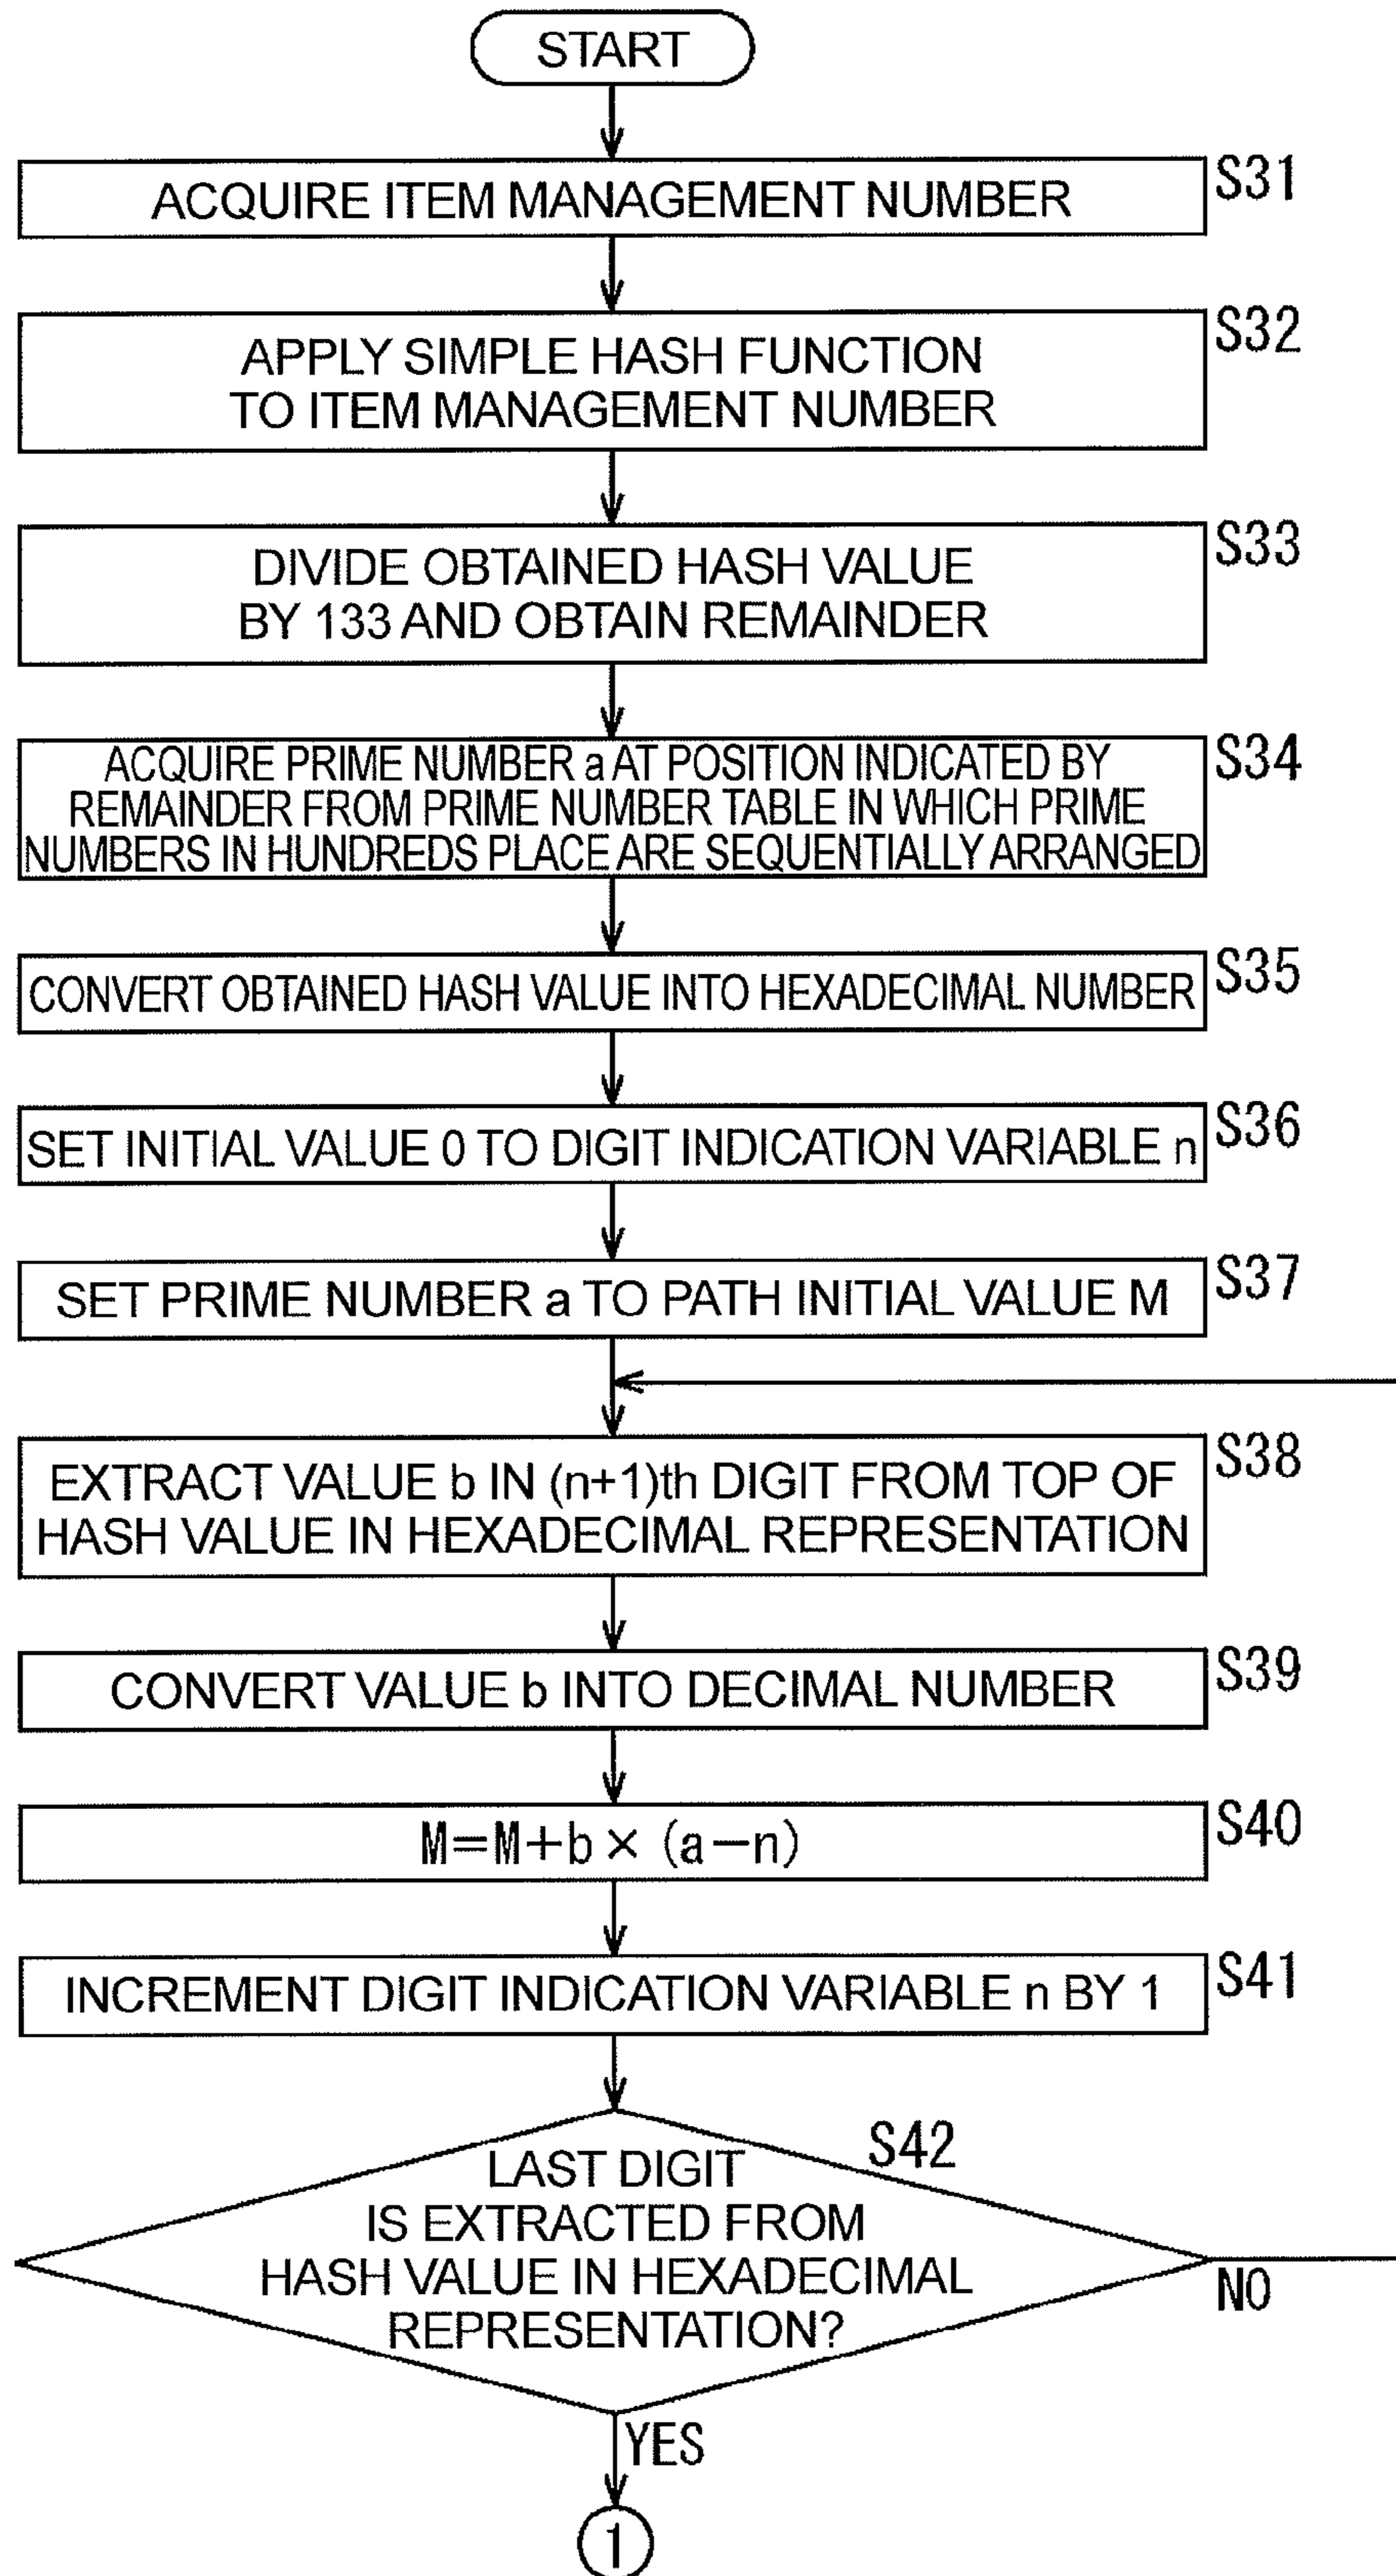 START
ACQUIRE ITEM MANAGEMENT NUMBER
S31
APPLY SIMPLE HASH FUNCTION
TO ITEM MANAGEMENT NUMBER
S32
DIVIDE OBTAINED HASH VALUE
BY 133 AND OBTAIN REMAINDER
S33
ACQUIRE PRIME NUMBER a AT POSITION INDICATED BY
REMAINDER FROM PRIME NUMBER TABLE IN WHICH PRIME
NUMBERS IN HUNDREDS PLACE ARE SEQUENTIALLY ARRANGED
S34
CONVERT OBTAINED HASH VALUE INTO HEXADECIMAL NUMBER
S35
SET INITIAL VALUE 0 TO DIGIT INDICATION VARIABLE n
S36
SET PRIME NUMBER a TO PATH INITIAL VALUE M
S37
EXTRACT VALUE b IN (n+1)th DIGIT FROM TOP OF
HASH VALUE IN HEXADECIMAL REPRESENTATION
S38
CONVERT VALUE b INTO DECIMAL NUMBER
S39
M=M+b×(a−n)
S40
INCREMENT DIGIT INDICATION VARIABLE n BY 1
S41
S42
LAST DIGIT
IS EXTRACTED FROM
HASH VALUE IN HEXADECIMAL
REPRESENTATION?
NO
YES
1